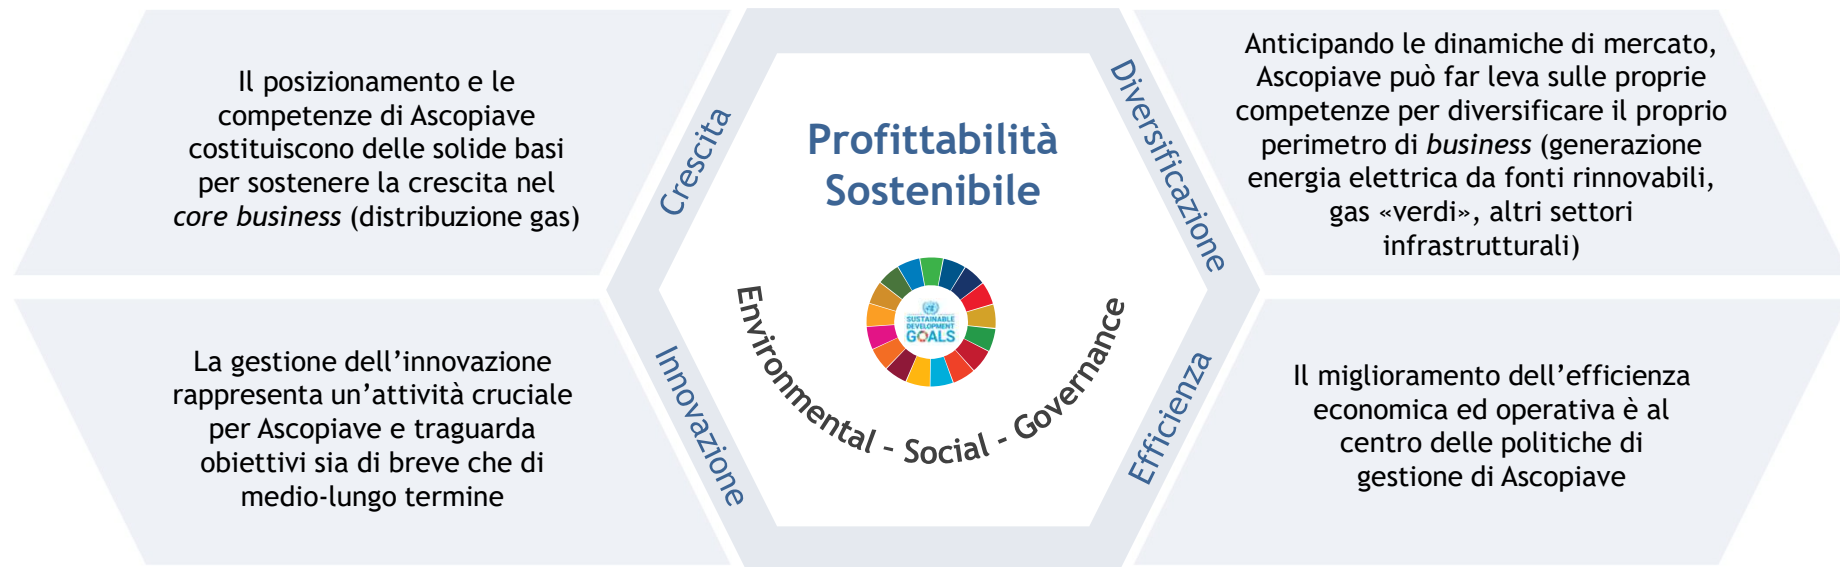 Il posizionamento e le
competenze di Ascopiave
costituiscono delle solide basi
per sostenere la crescita nel
core business (distribuzione gas)
Crescita
Profittabilità
Sostenibile
Diversificazione
Anticipando le dinamiche di mercato,
Ascopiave può far leva sulle proprie
competenze per diversificare il proprio
perimetro di business (generazione
energia elettrica da fonti rinnovabili,
gas «verdi», altri settori
infrastrutturali)
SUSTAINABLE
DEVELOPMENT
GOALS
Environmental – Social - Governance
La gestione dell’innovazione
rappresenta un’attività cruciale
per Ascopiave e traguarda
obiettivi sia di breve che di
medio-lungo termine
Innovazione
Efficienza
Il miglioramento dell’efficienza
economica ed operativa è al
centro delle politiche di
gestione di Ascopiave